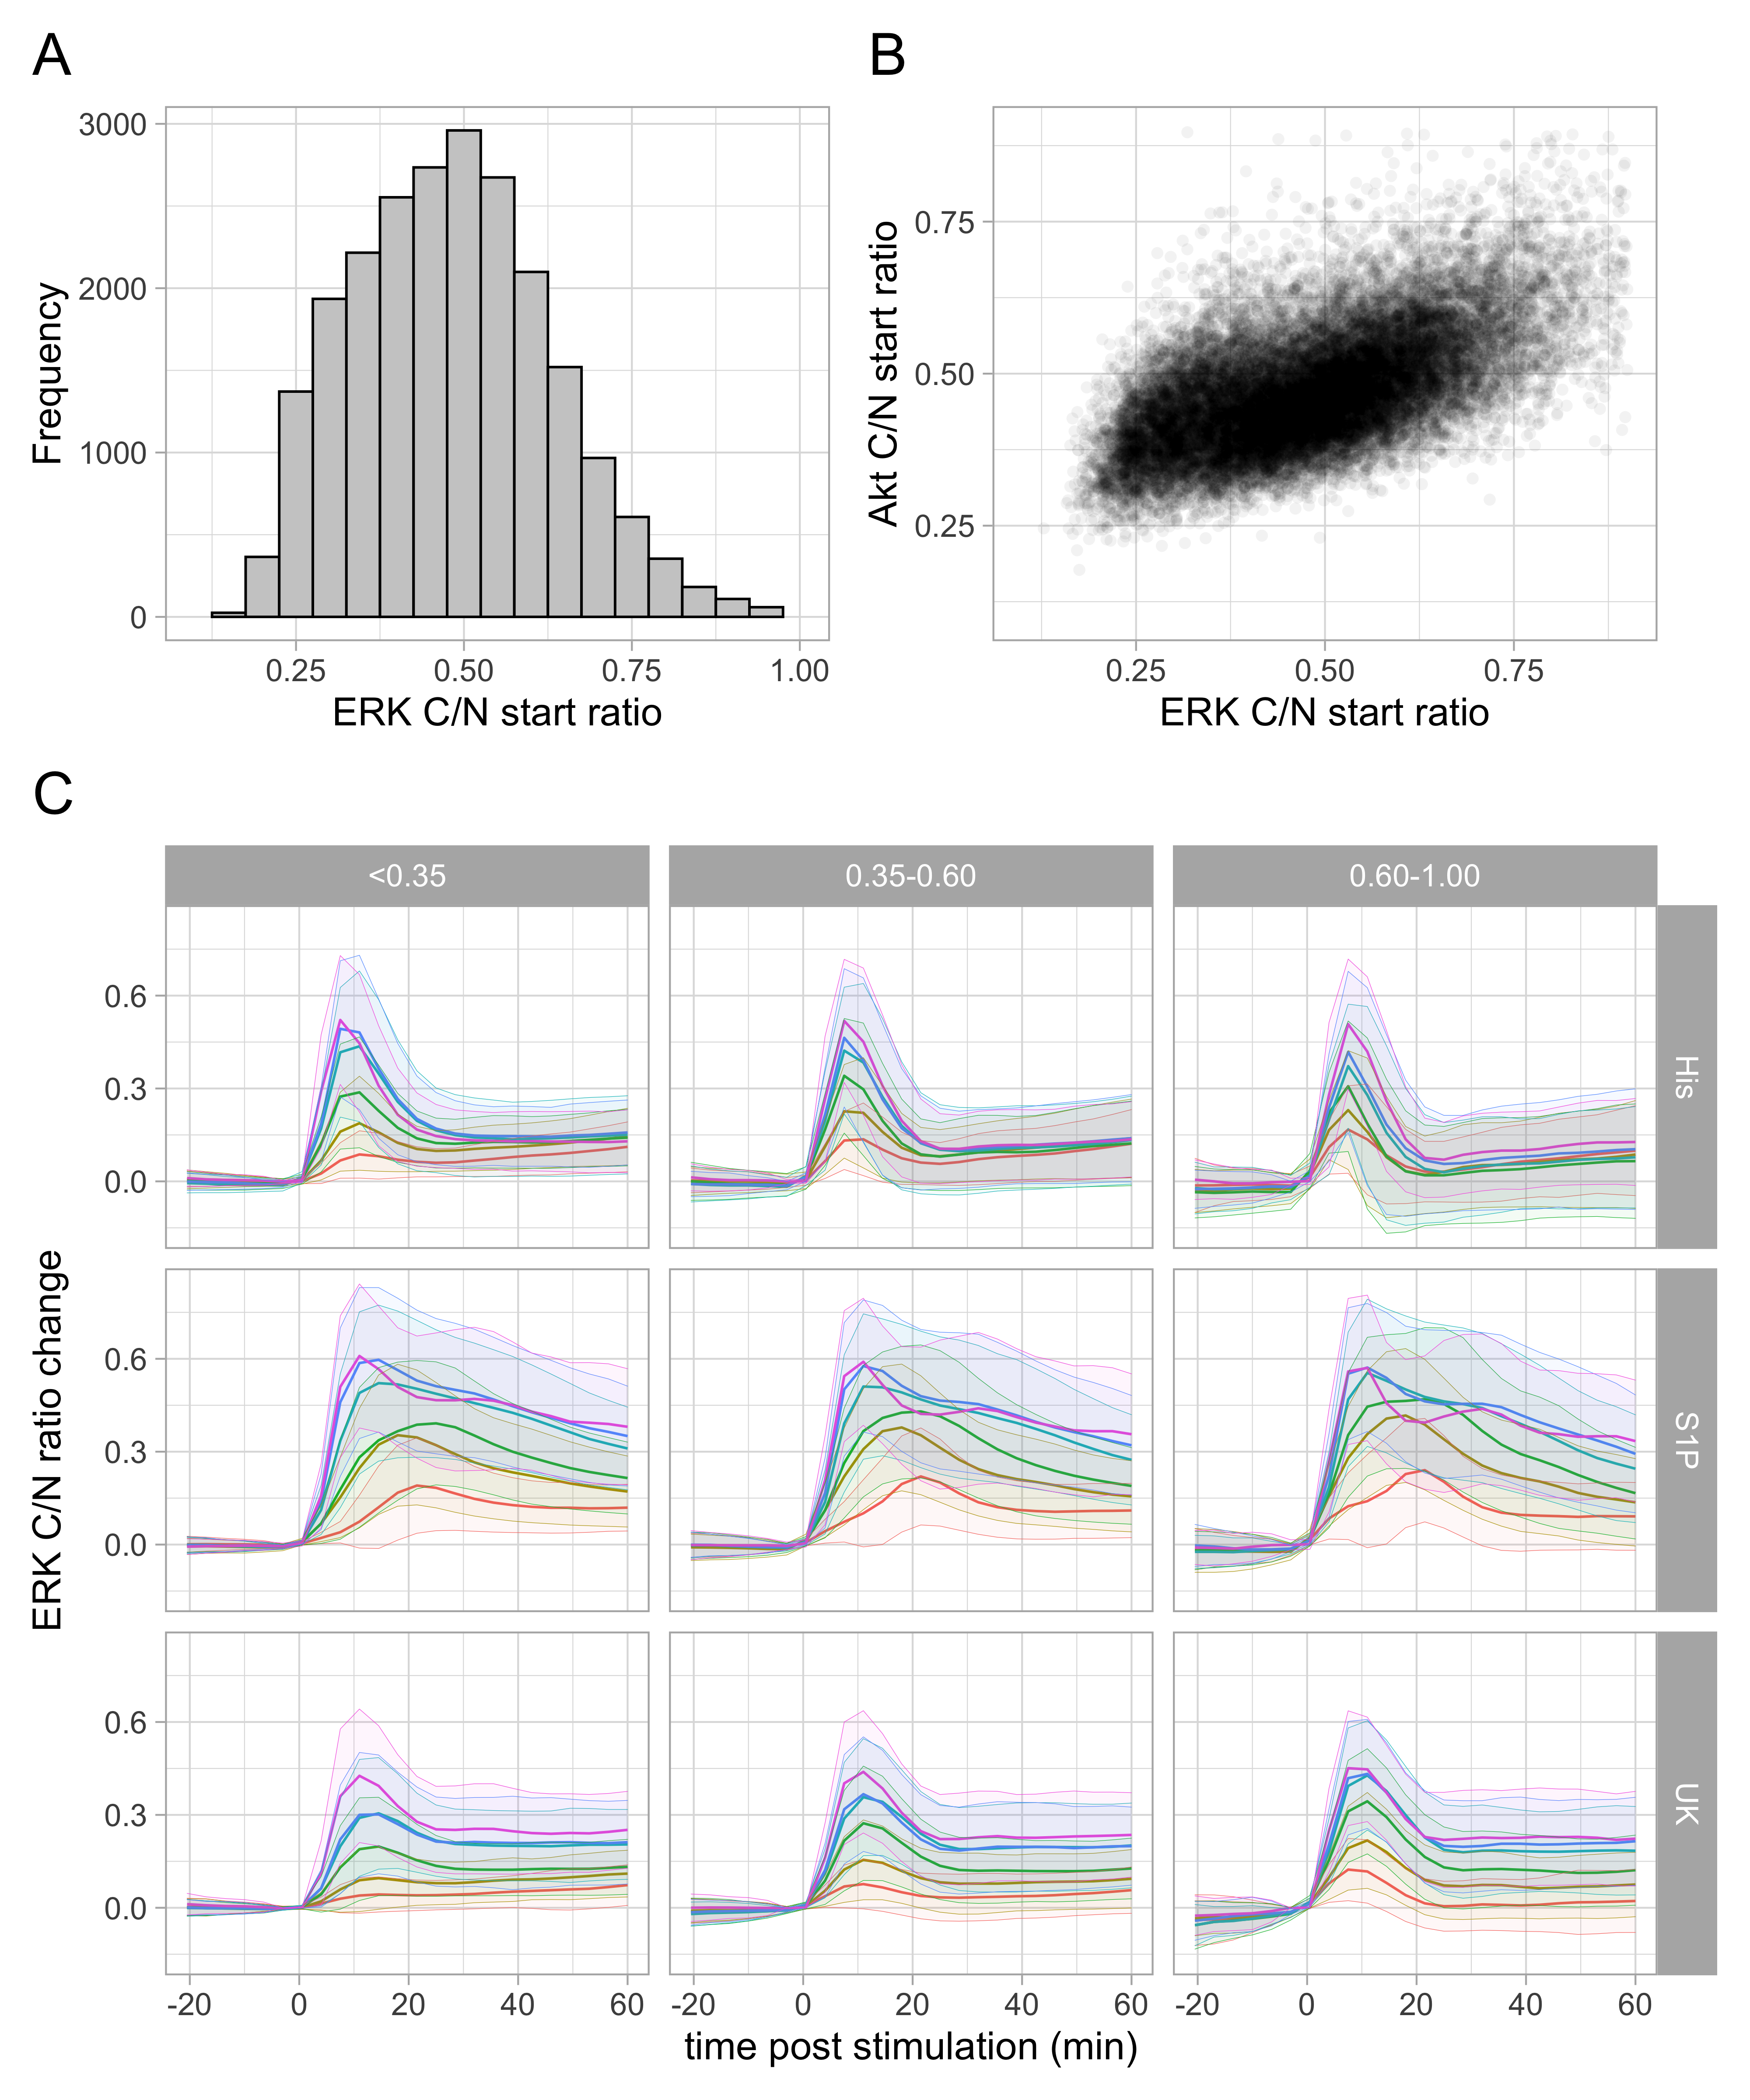 A
B
3000
2000
1000
0
Frequency
0.25 0.50 0.75 1.00
ERK C/N start ratio
0.75
0.50
0.25
Akt C/N start ratio
0.25 0.50 0.75
ERK C/N start ratio
C
<0.35 0.35-0.60 0.60-1.00
0.6
0.3
0.0
His
0.6
0.3
0.0
S1P
0.6
0.3
0.0
UK
ERK C/N ratio change
-20 0 20 40 60 -20 0 20 40 60 -20 0 20 40 60
time post stimulation (min)